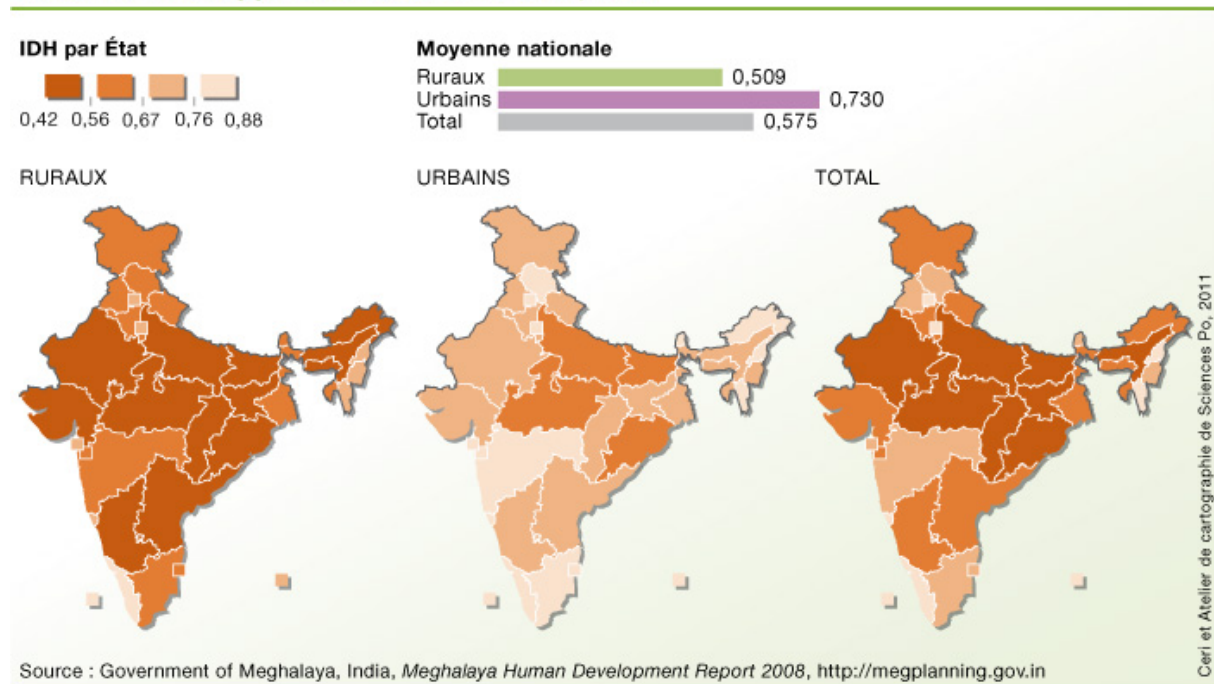 IDH par État
0,42 0,56 0,67 0,76 0,88
Moyenne nationale
Ruraux 0,509
Urbains 0,730
Total 0,575
RURAUX
URBAINS
TOTAL
Ceri et Atelier de cartographie de Sciences Po, 2011
Source : Government of Meghalaya, India, Meghalaya Human Development Report 2008, http://megplanning.gov.in